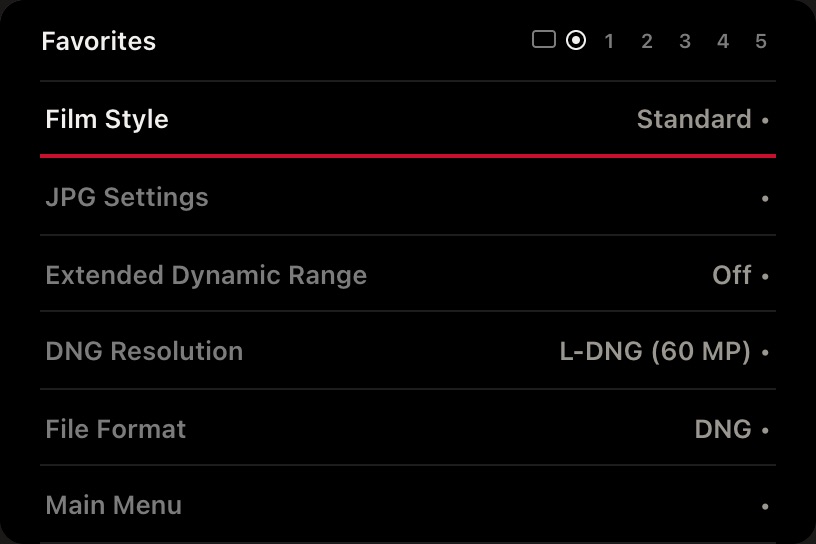 Favorites 1 2 3 4 5
Film Style Standard •
JPG Settings •
Extended Dynamic Range Off •
DNG Resolution L-DNG (60 MP) •
File Format DNG •
Main Menu •